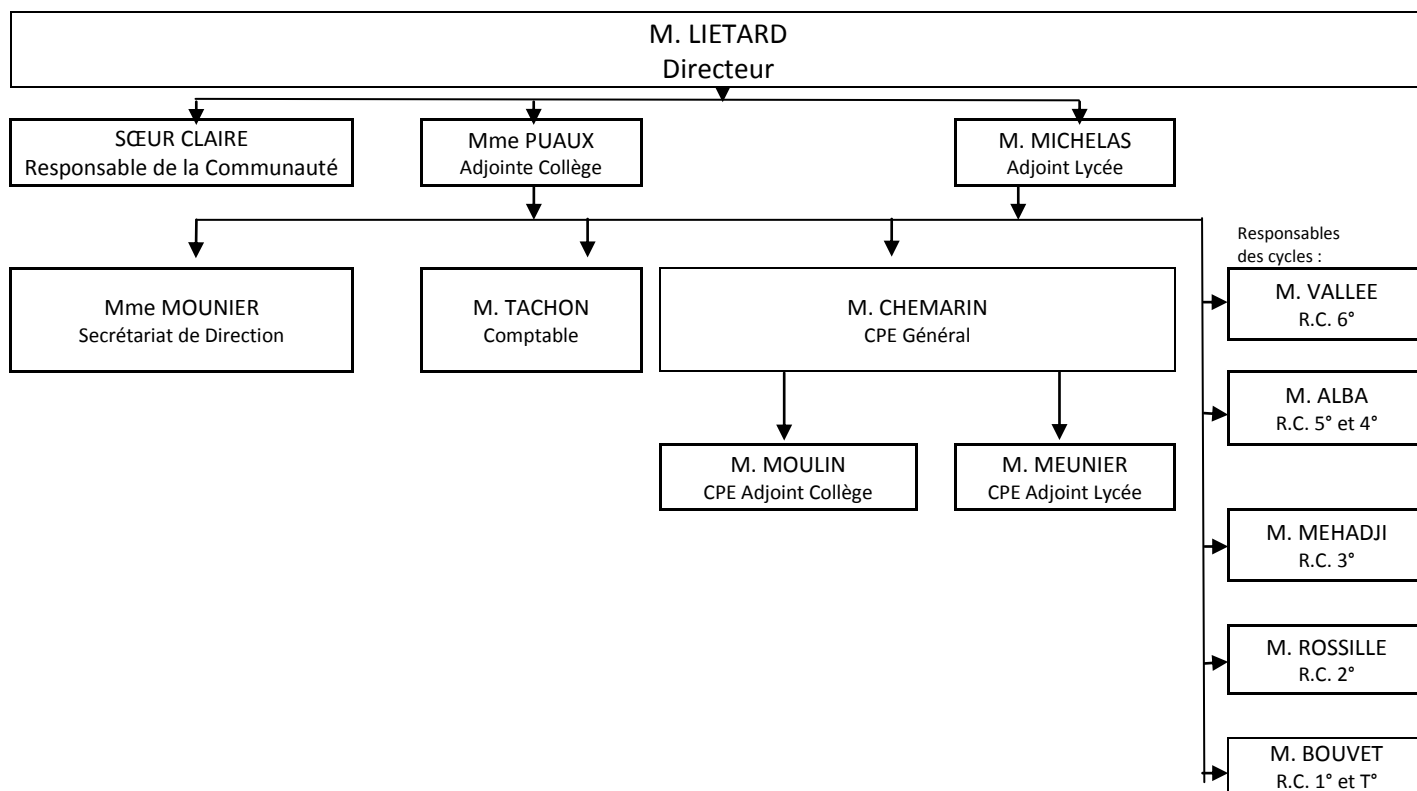 M. LIETARD
Directeur
SŒUR CLAIRE
Responsable de la Communauté
Mme PUAUX
Adjointe Collège
M. MICHELAS
Adjoint Lycée
Mme MOUNIER
Secrétariat de Direction
M. TACHON
Comptable
M. CHEMARIN
CPE Général
M. MOULIN
CPE Adjoint Collège
M. MEUNIER
CPE Adjoint Lycée
Responsables
des cycles :
M. VALLEE
R.C. 6°
M. ALBA
R.C. 5° et 4°
M. MEHADJI
R.C. 3°
M. ROSSILLE
R.C. 2°
M. BOUVET
R.C. 1° et T°